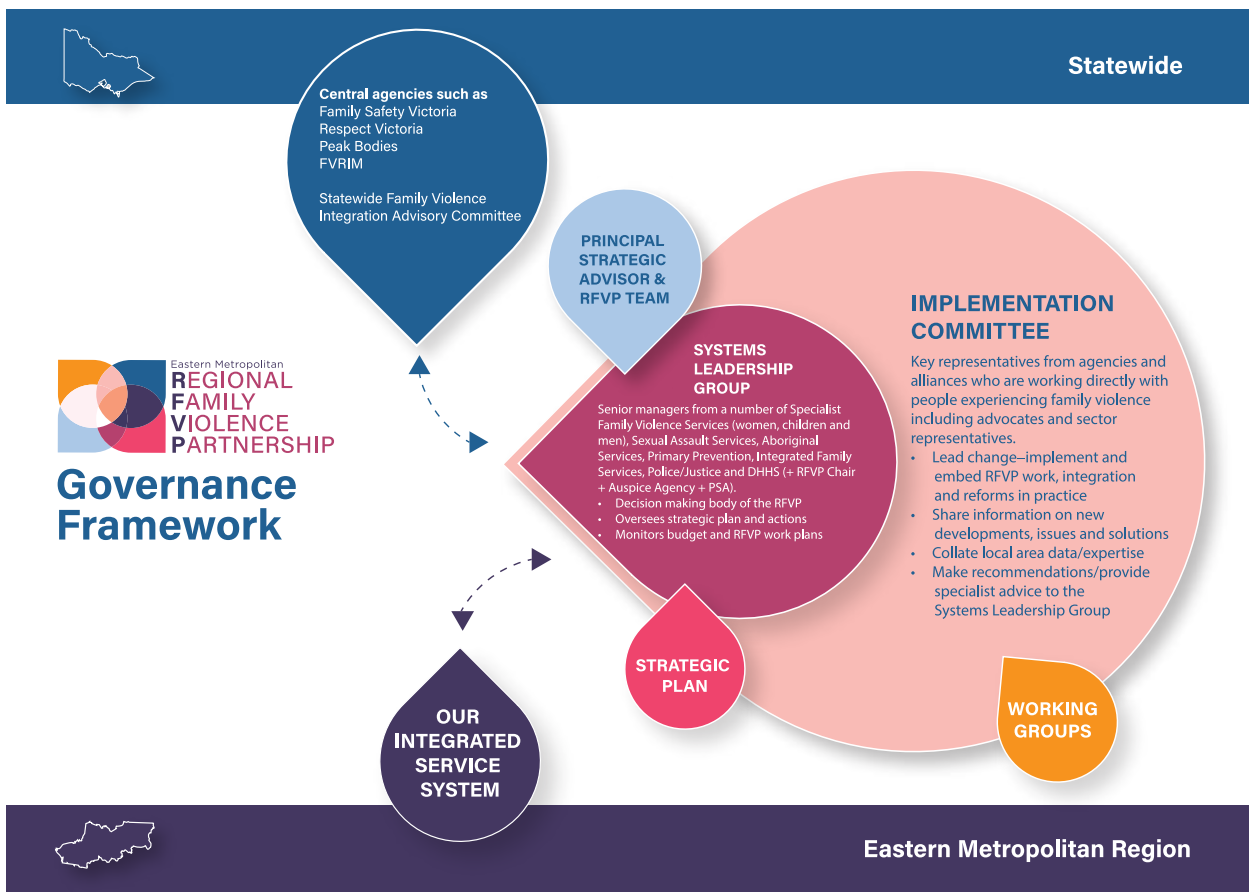 Statewide
Central agencies such as
Family Safety Victoria
Respect Victoria
Peak Bodies
FVRIM
Statewide Family Violence
Integration Advisory Committee
PRINCIPAL
STRATEGIC
ADVISOR &
RFVP TEAM
Eastern Metropolitan
REGIONAL
FAMILY
VIOLENCE
PARTNERSHIP
Governance
Framework
SYSTEMS
LEADERSHIP
GROUP
Senior managers from a number of Specialist
Family Violence Services (women, children and
men), Sexual Assault Services, Aboriginal
Services, Primary Prevention, Integrated Family
Services, Police/Justice and DHHS (+ RFVP Chair
+ Auspice Agency + PSA).
• Decision making body of the RFVP
• Oversees strategic plan and actions
• Monitors budget and RFVP work plans
IMPLEMENTATION
COMMITTEE
Key representatives from agencies and
alliances who are working directly with
people experiencing family violence
including advocates and sector
representatives.
• Lead change–implement and
embed RFVP work, integration
and reforms in practice
• Share information on new
developments, issues and solutions
• Collate local area data/expertise
• Make recommendations/provide
specialist advice to the
Systems Leadership Group
STRATEGIC
PLAN
WORKING
GROUPS
OUR
INTEGRATED
SERVICE
SYSTEM
Eastern Metropolitan Region